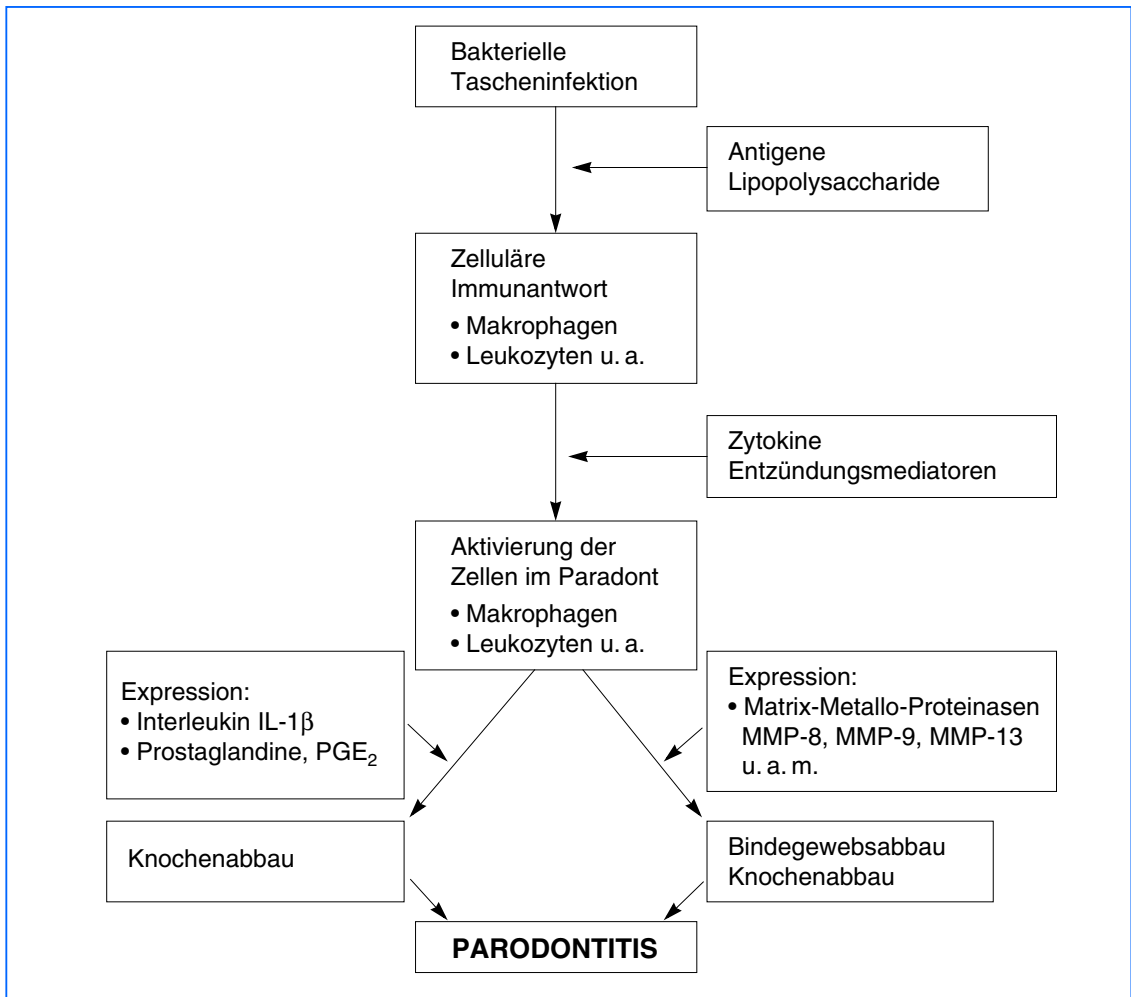 Bakterielle
Tascheninfektion
Antigene
Lipopolysaccharide
Zelluläre
Immunantwort
• Makrophagen
• Leukozyten u. a.
Zytokine
Entzündungsmediatoren
Aktivierung der
Zellen im Paradont
• Makrophagen
• Leukozyten u. a.
Expression:
• Interleukin IL-1β
• Prostaglandine, PGE₂
Expression:
• Matrix-Metallo-Proteinasen
MMP-8, MMP-9, MMP-13
u. a. m.
Knochenabbau
Bindegewebsabbau
Knochenabbau
PARODONTITIS